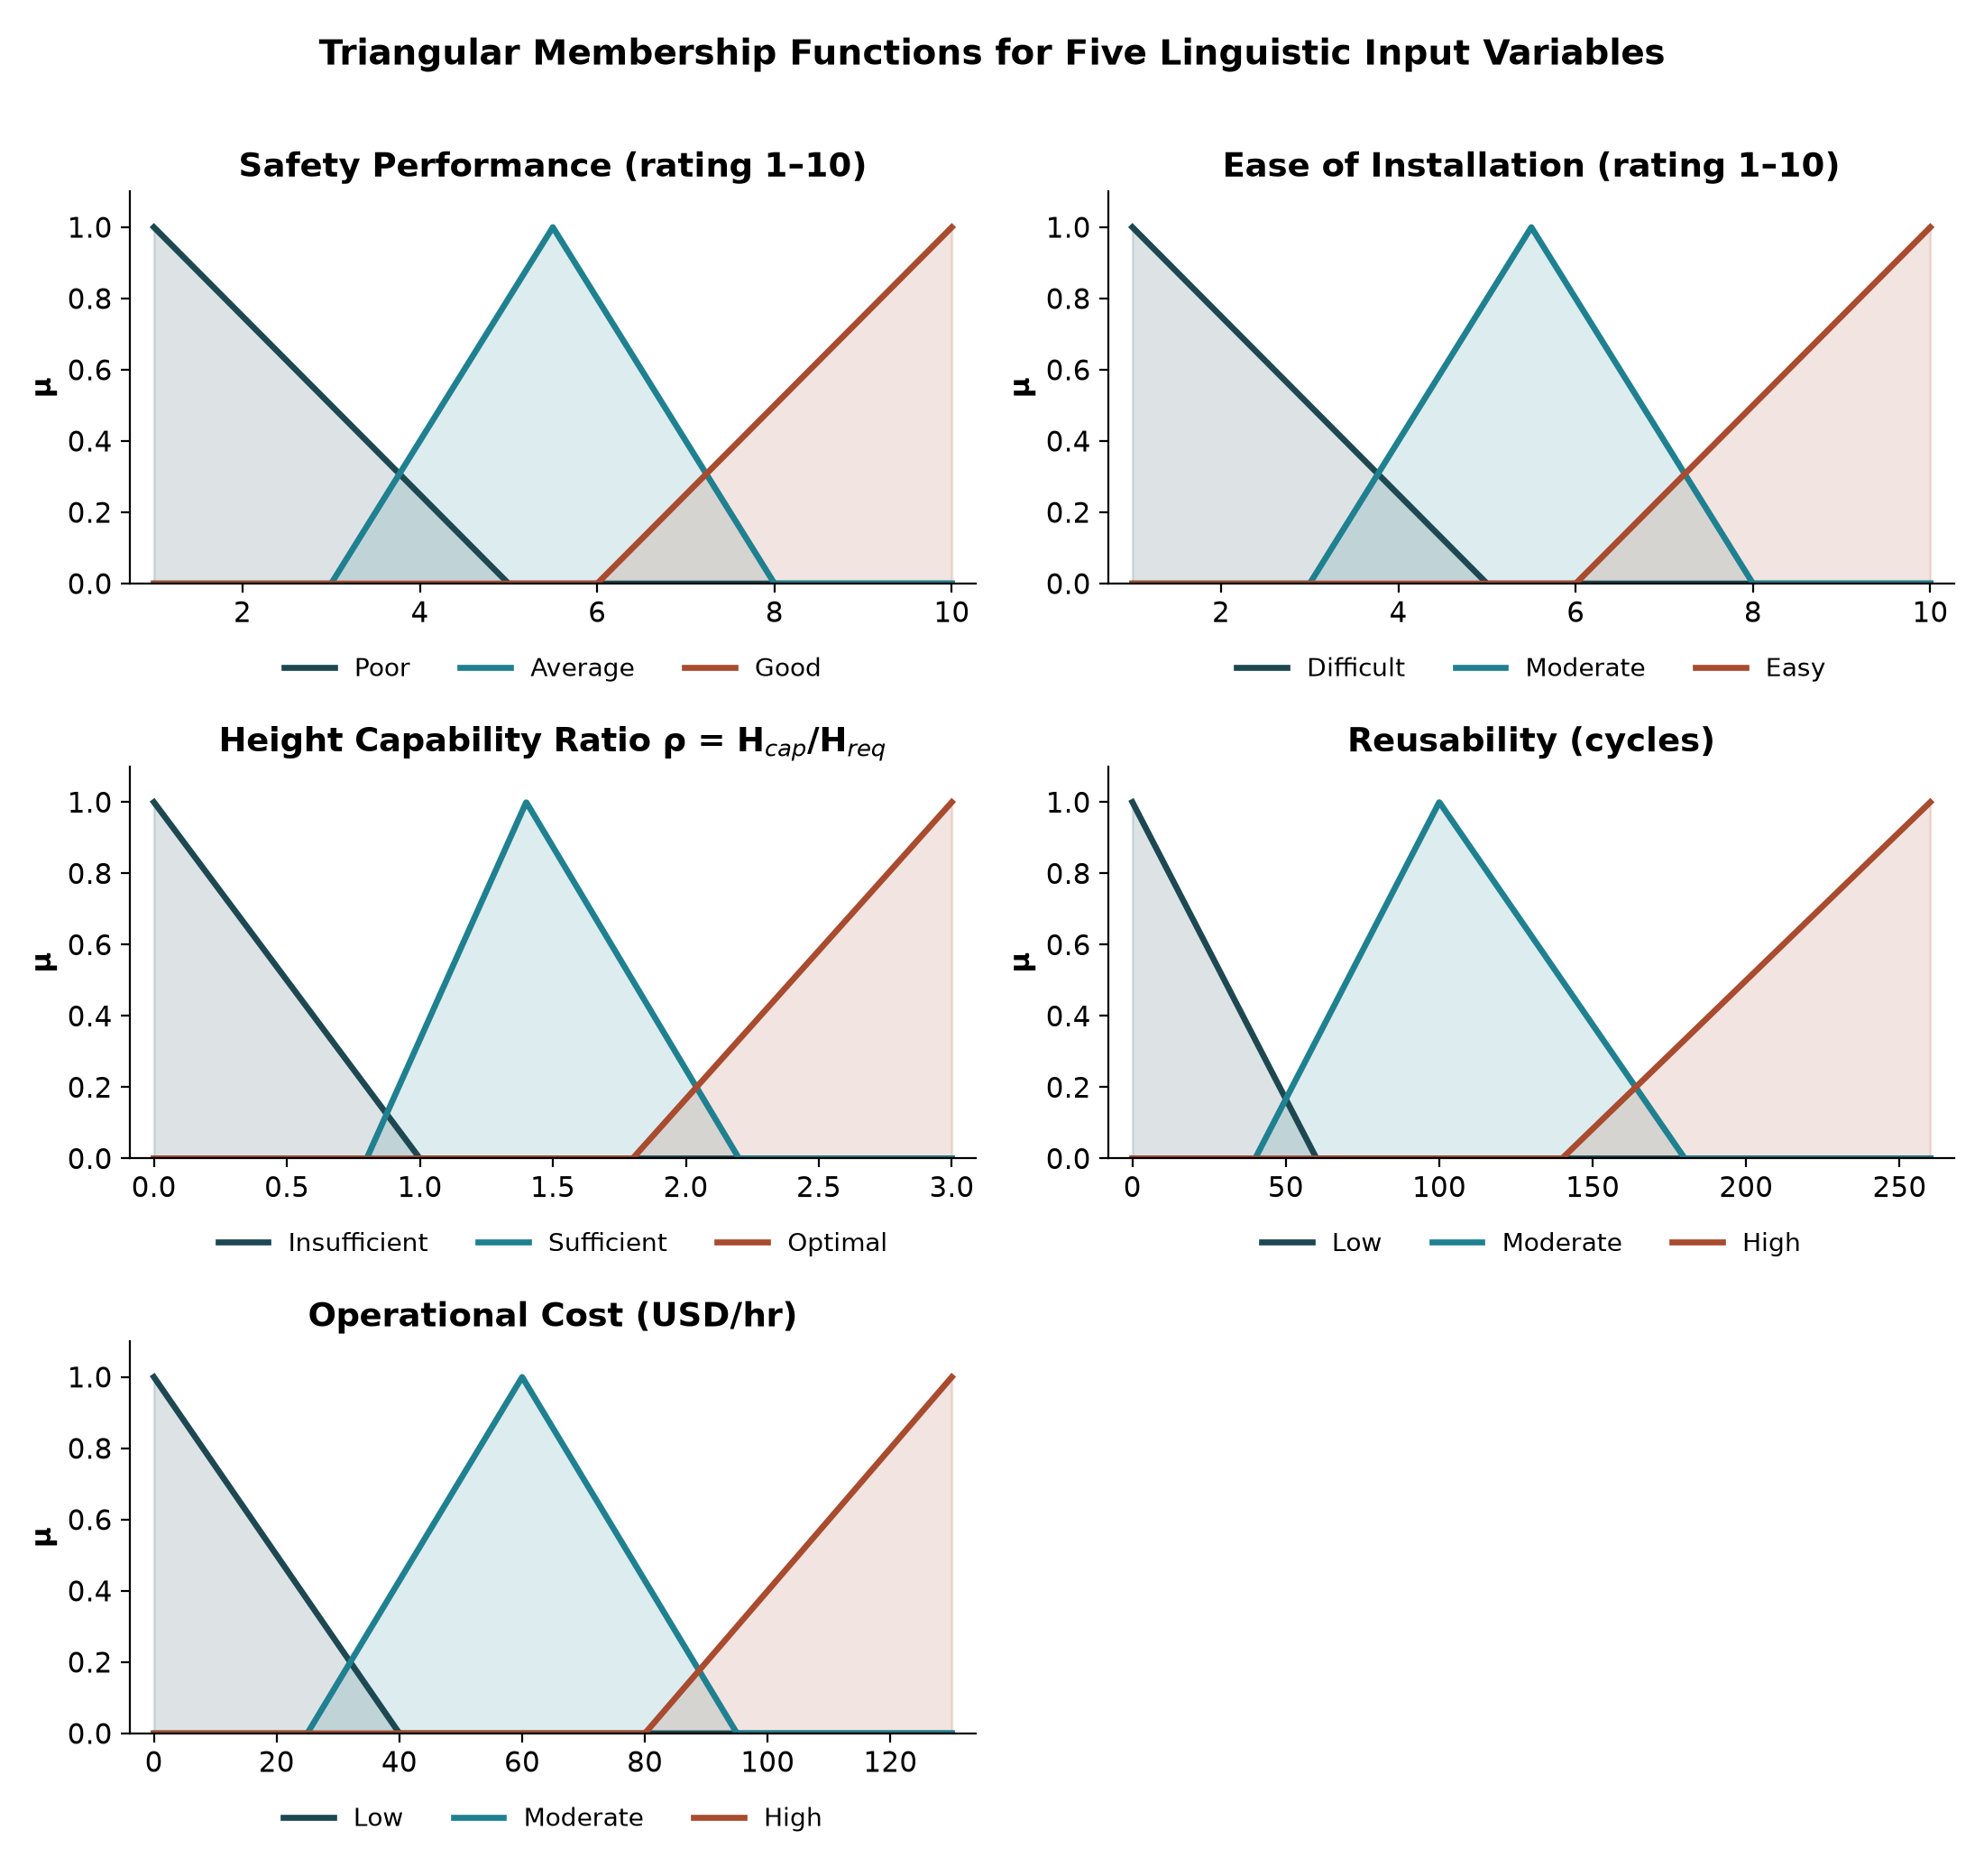 Triangular Membership Functions for Five Linguistic Input Variables
Safety Performance (rating 1–10)
μ
1.0
0.8
0.6
0.4
0.2
0.0
2 4 6 8 10
Poor Average Good
Ease of Installation (rating 1–10)
μ
1.0
0.8
0.6
0.4
0.2
0.0
2 4 6 8 10
Difficult Moderate Easy
Height Capability Ratio ρ = H_cap/H_req
μ
1.0
0.8
0.6
0.4
0.2
0.0
0.0 0.5 1.0 1.5 2.0 2.5 3.0
Insufficient Sufficient Optimal
Reusability (cycles)
μ
1.0
0.8
0.6
0.4
0.2
0.0
0 50 100 150 200 250
Low Moderate High
Operational Cost (USD/hr)
μ
1.0
0.8
0.6
0.4
0.2
0.0
0 20 40 60 80 100 120
Low Moderate High